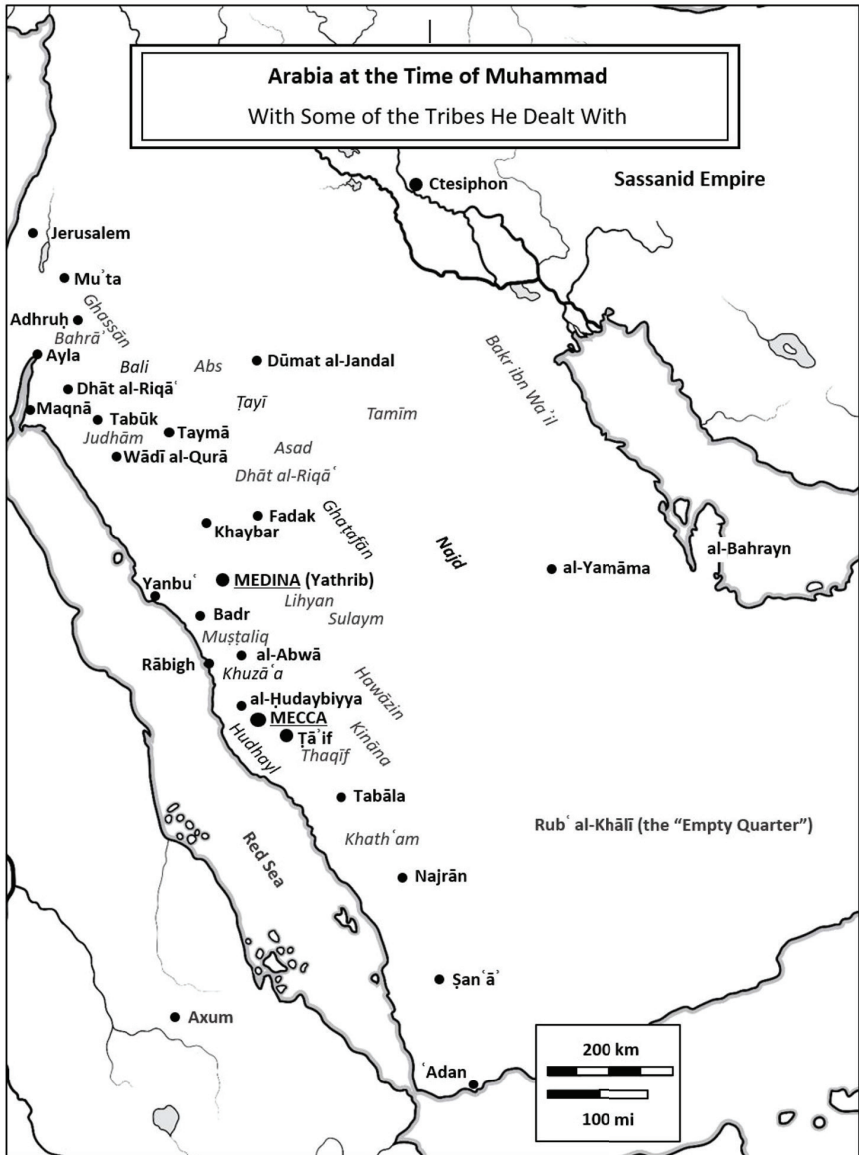 Arabia at the Time of Muhammad
With Some of the Tribes He Dealt With
Ctesiphon
Sassanid Empire
Jerusalem
Muʾta
Ghassān
Adhruḥ
Bahrāʾ
Ayla
Bali
Abs
Dūmat al-Jandal
Bakr ibn Waʾil
Dhāt al-Riqāʿ
Maqnā
Tabūk
Ṭayī
Tamīm
Judhām
Taymā
Wādī al-Qurā
Asad
Dhāt al-Riqāʿ
Fadak
Khaybar
Ghaṭafān
Najd
al-Yamāma
al-Bahrayn
Yanbuʿ
MEDINA (Yathrib)
Lihyan
Badr
Sulaym
Muṣṭaliq
al-Abwā
Rābigh
Khuzāʿa
Hawāzin
al-Ḥudaybiyya
MECCA
Ṭāʾif
Hudhayl
Thaqīf
Kināna
Tabāla
Rubʿ al-Khālī (the “Empty Quarter”)
Khathʿam
Red Sea
Najrān
Ṣanʿāʾ
Axum
ʿAdan
200 km
100 mi